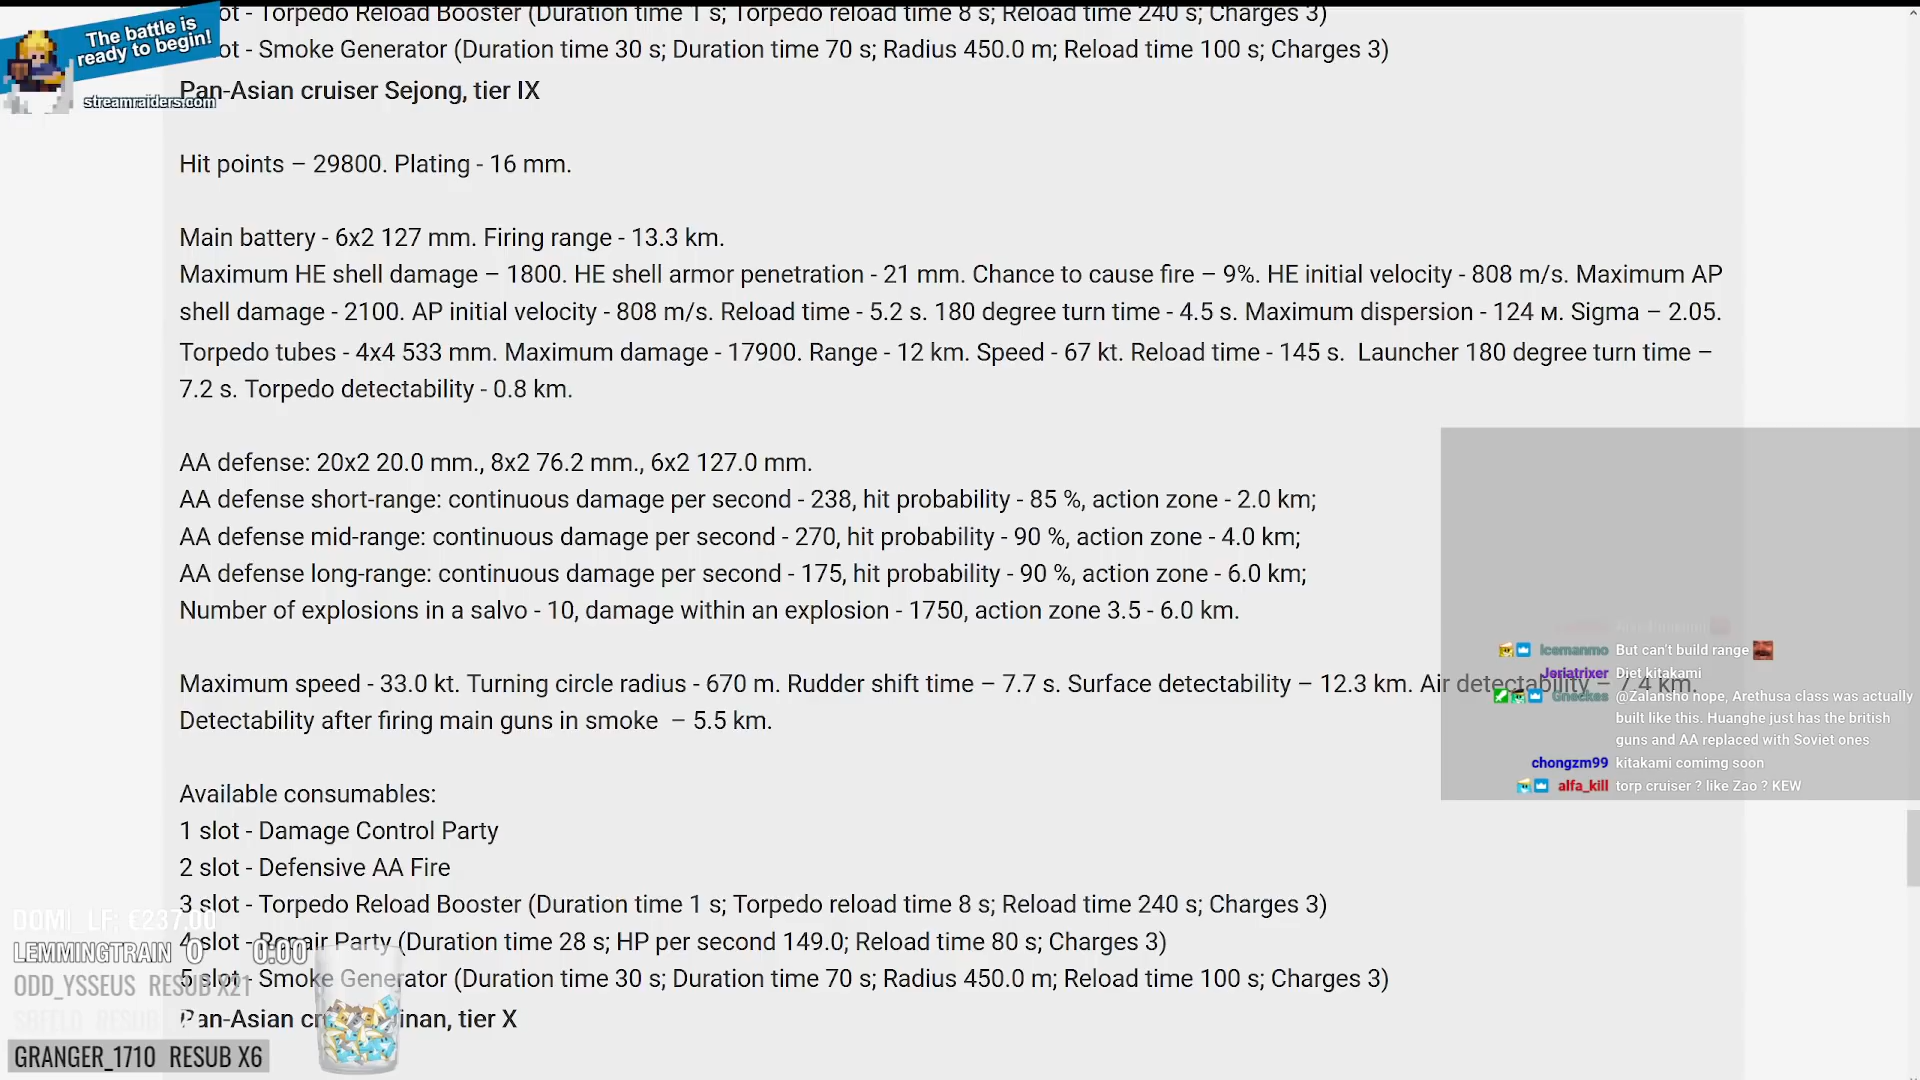 slot - Torpedo Reload Booster (Duration time 1 s; Torpedo reload time 8 s; Reload time 240 s; Charges 3)
The battle is
ready to begin!
streamraiders.com
ot - Smoke Generator (Duration time 30 s; Duration time 70 s; Radius 450.0 m; Reload time 100 s; Charges 3)
Pan-Asian cruiser Sejong, tier IX
Hit points – 29800. Plating - 16 mm.
Main battery - 6x2 127 mm. Firing range - 13.3 km.
Maximum HE shell damage – 1800. HE shell armor penetration - 21 mm. Chance to cause fire – 9%. HE initial velocity - 808 m/s. Maximum AP
shell damage - 2100. AP initial velocity - 808 m/s. Reload time - 5.2 s. 180 degree turn time - 4.5 s. Maximum dispersion - 124 м. Sigma – 2.05.
Torpedo tubes - 4x4 533 mm. Maximum damage - 17900. Range - 12 km. Speed - 67 kt. Reload time - 145 s.  Launcher 180 degree turn time –
7.2 s. Torpedo detectability - 0.8 km.
AA defense: 20x2 20.0 mm., 8x2 76.2 mm., 6x2 127.0 mm.
AA defense short-range: continuous damage per second - 238, hit probability - 85 %, action zone - 2.0 km;
AA defense mid-range: continuous damage per second - 270, hit probability - 90 %, action zone - 4.0 km;
AA defense long-range: continuous damage per second - 175, hit probability - 90 %, action zone - 6.0 km;
Number of explosions in a salvo - 10, damage within an explosion - 1750, action zone 3.5 - 6.0 km.
Maximum speed - 33.0 kt. Turning circle radius - 670 m. Rudder shift time – 7.7 s. Surface detectability – 12.3 km. Air detectability – 7.4 km.
Detectability after firing main guns in smoke  – 5.5 km.
Icemanmo But can't build range
Joriatrixer Diet kitakami
Gneckes @Zalansho nope, Arethusa class was actually
built like this. Huanghe just has the british
guns and AA replaced with Soviet ones
chongzm99 kitakami comimg soon
alfa_kill torp cruiser ? like Zao ? KEW
Available consumables:
1 slot - Damage Control Party
2 slot - Defensive AA Fire
3 slot - Torpedo Reload Booster (Duration time 1 s; Torpedo reload time 8 s; Reload time 240 s; Charges 3)
4 slot - Repair Party (Duration time 28 s; HP per second 149.0; Reload time 80 s; Charges 3)
5 slot - Smoke Generator (Duration time 30 s; Duration time 70 s; Radius 450.0 m; Reload time 100 s; Charges 3)
Pan-Asian cr inan, tier X
DOMI_LF: €237.00
LEMMINGTRAIN 0 0:00
ODD_YSSEUS RESUB X21
GRANGER_1710 RESUB X6